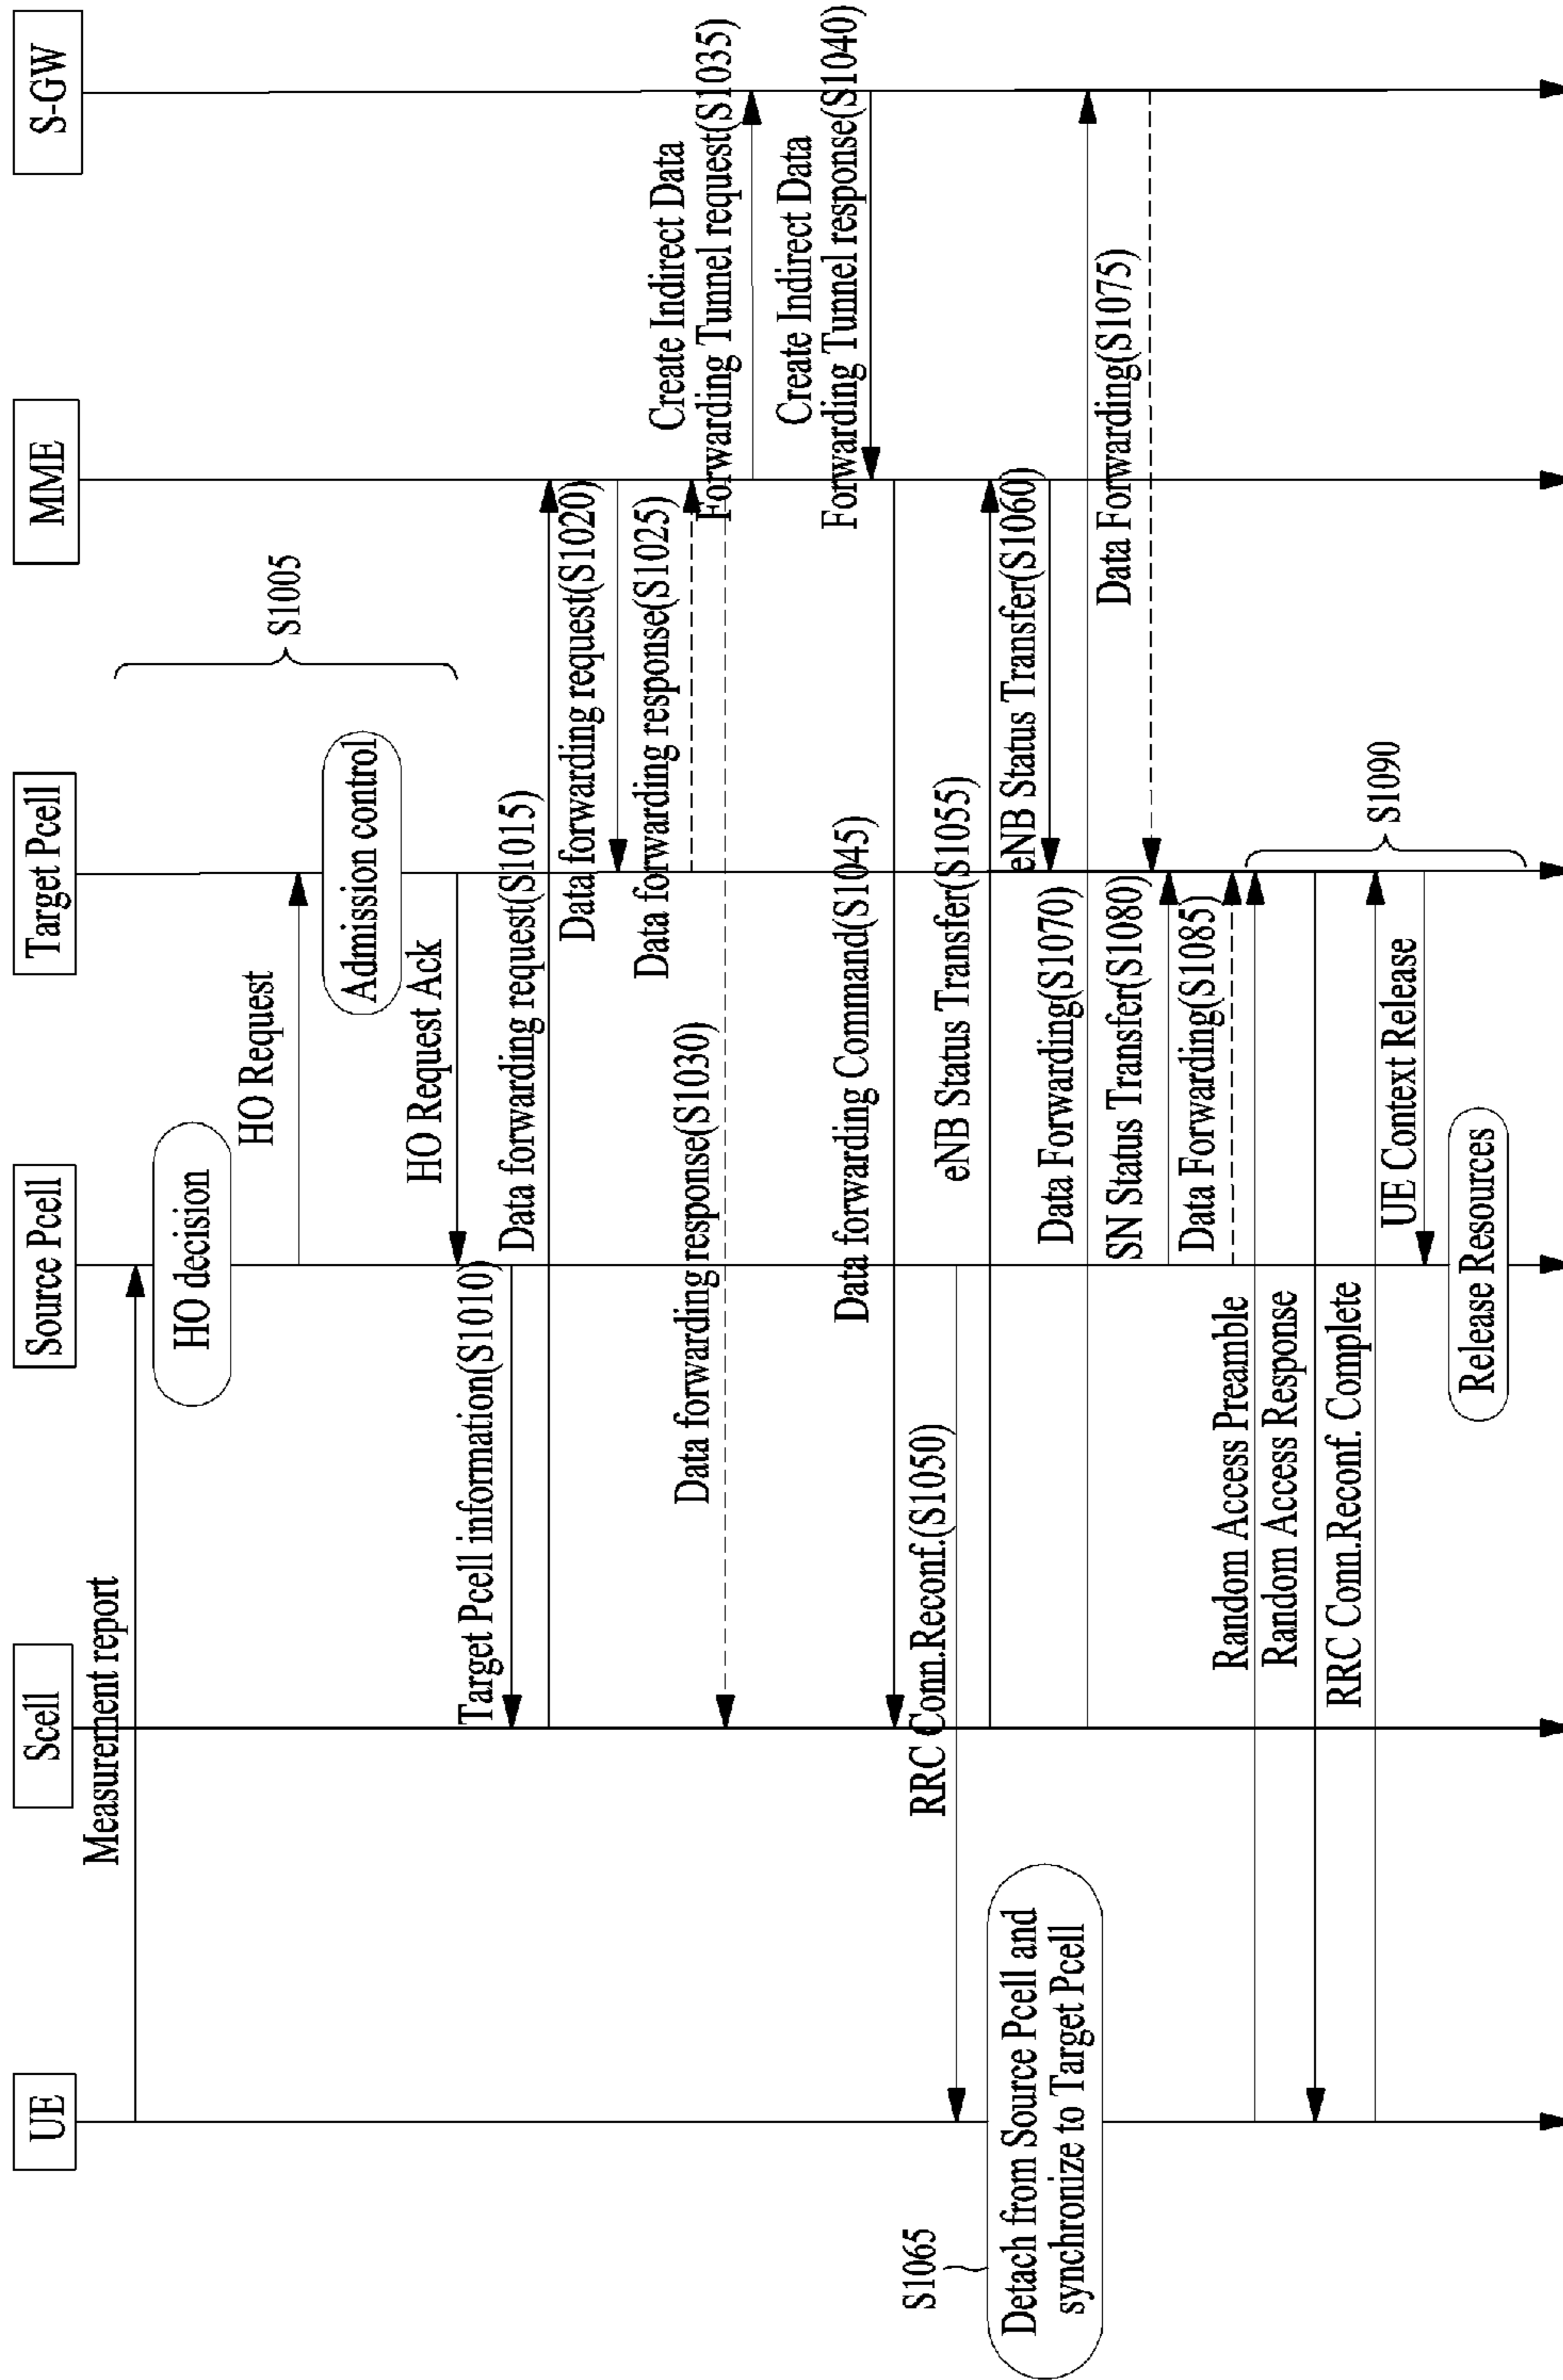 UE
Scell
Source Pcell
Target Pcell
MME
S-GW
Measurement report
HO decision
HO Request
S1005
Admission control
HO Request Ack
Target Pcell information(S1010)
Data forwarding request(S1015)
Data forwarding request(S1020)
Data forwarding response(S1025)
Data forwarding response(S1030)
Create Indirect Data
Forwarding Tunnel request(S1035)
Create Indirect Data
Forwarding Tunnel response(S1040)
Data forwarding Command(S1045)
RRC Conn.Reconf.(S1050)
eNB Status Transfer(S1055)
eNB Status Transfer(S1060)
S1065
Detach from Source Pcell and
synchronize to Target Pcell
Data Forwarding(S1070)
Data Forwarding(S1075)
SN Status Transfer(S1080)
Data Forwarding(S1085)
Random Access Preamble
Random Access Response
RRC Conn.Reconf. Complete
S1090
UE Context Release
Release Resources